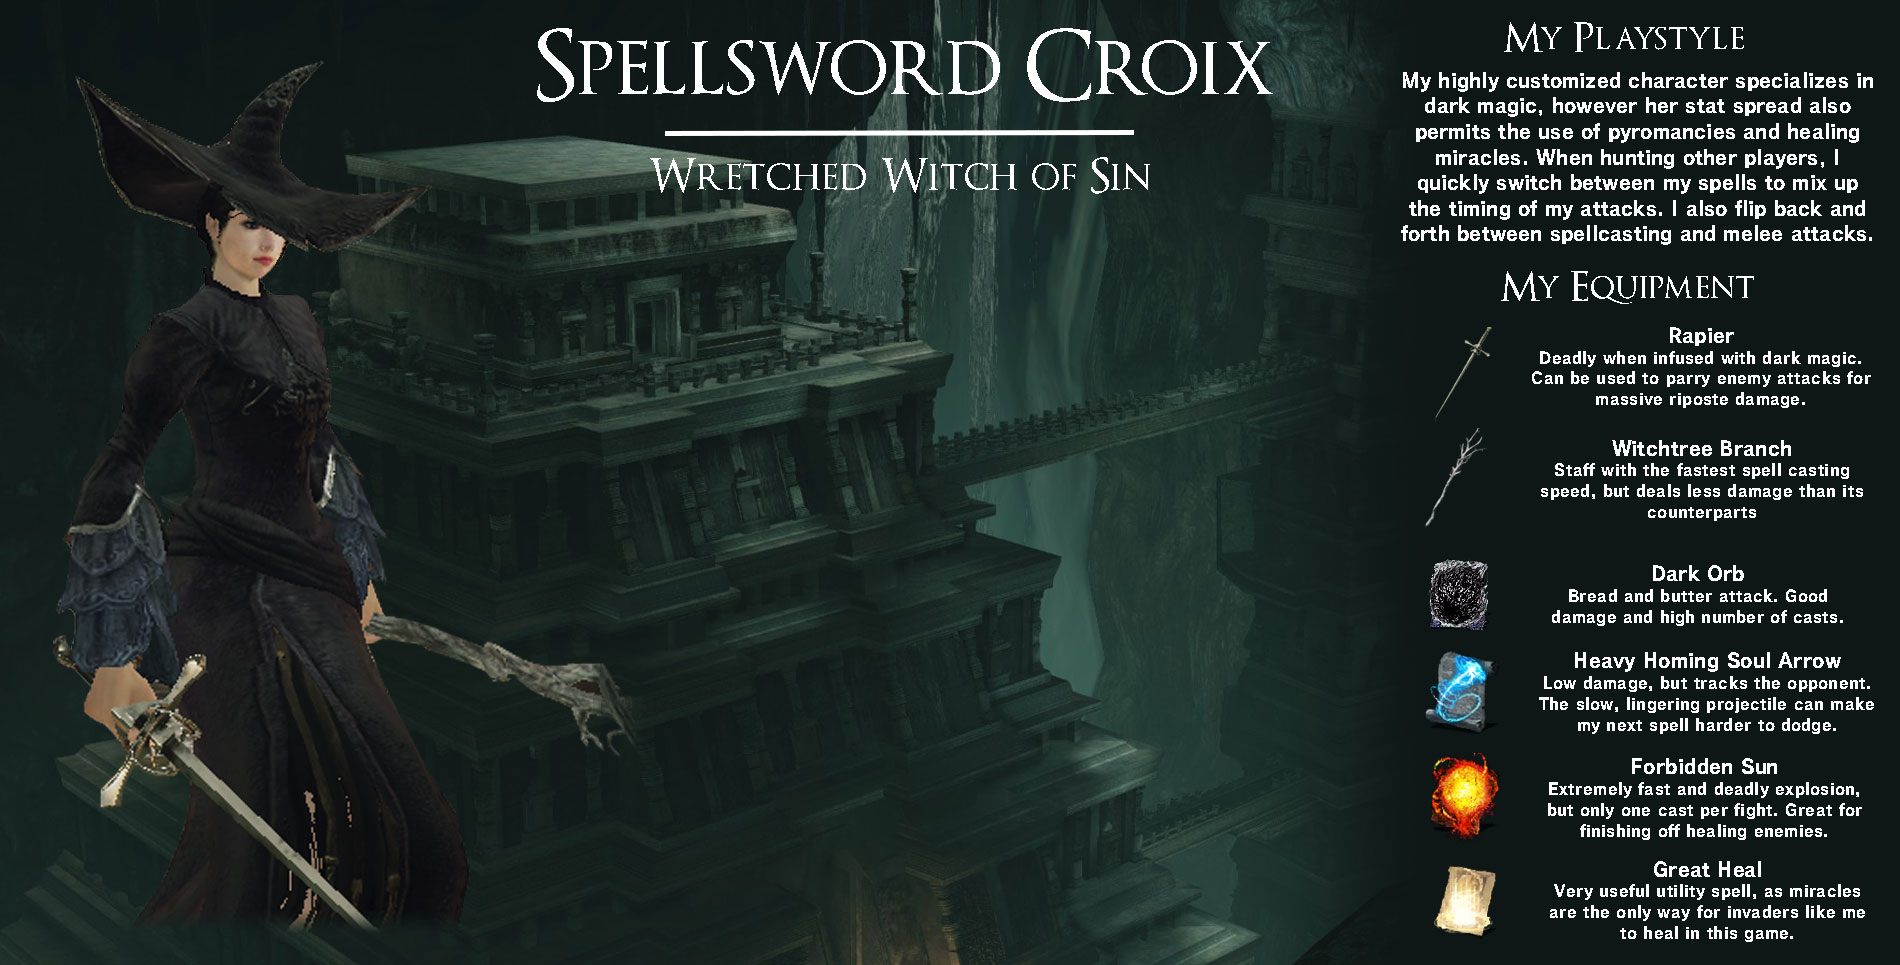 Spellsword Croix
Wretched Witch of Sin
My Playstyle
My highly customized character specializes in
dark magic, however her stat spread also
permits the use of pyromancies and healing
miracles. When hunting other players, I
quickly switch between my spells to mix up
the timing of my attacks. I also flip back and
forth between spellcasting and melee attacks.
My Equipment
Rapier
Deadly when infused with dark magic.
Can be used to parry enemy attacks for
massive riposte damage.
Witchtree Branch
Staff with the fastest spell casting
speed, but deals less damage than its
counterparts
Dark Orb
Bread and butter attack. Good
damage and high number of casts.
Heavy Homing Soul Arrow
Low damage, but tracks the opponent.
The slow, lingering projectile can make
my next spell harder to dodge.
Forbidden Sun
Extremely fast and deadly explosion,
but only one cast per fight. Great for
finishing off healing enemies.
Great Heal
Very useful utility spell, as miracles
are the only way for invaders like me
to heal in this game.